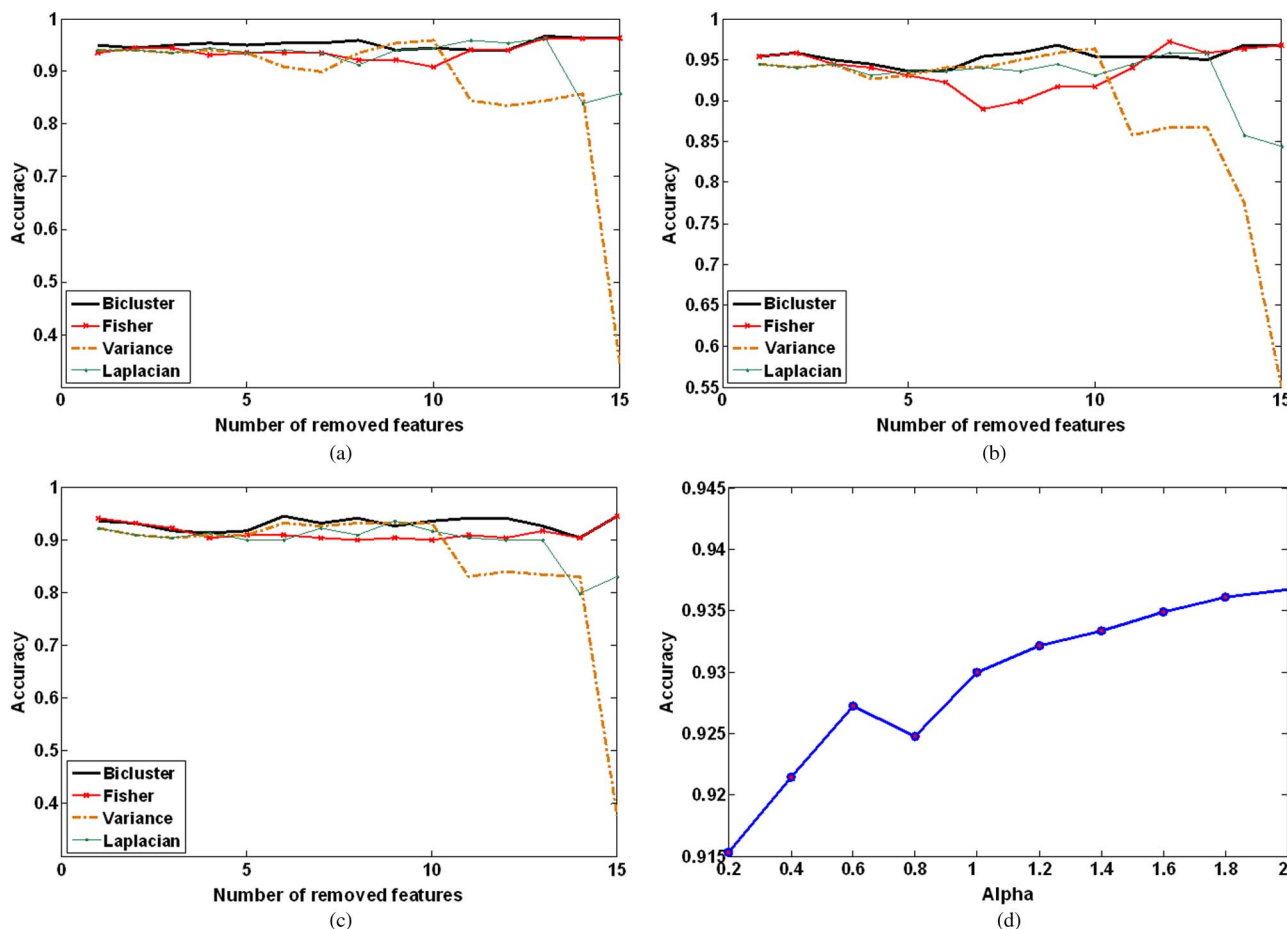 1
0.9
0.8
0.7
0.6
0.5
0.4
Accuracy
Bicluster
Fisher
Variance
Laplacian
0 5 10 15
Number of removed features
(a)
1
0.95
0.9
0.85
0.8
0.75
0.7
0.65
0.6
0.55
Accuracy
Bicluster
Fisher
Variance
Laplacian
0 5 10 15
Number of removed features
(b)
1
0.9
0.8
0.7
0.6
0.5
0.4
Accuracy
Bicluster
Fisher
Variance
Laplacian
0 5 10 15
Number of removed features
(c)
0.945
0.94
0.935
0.93
0.925
0.92
0.915
Accuracy
0.2 0.4 0.6 0.8 1 1.2 1.4 1.6 1.8 2
Alpha
(d)